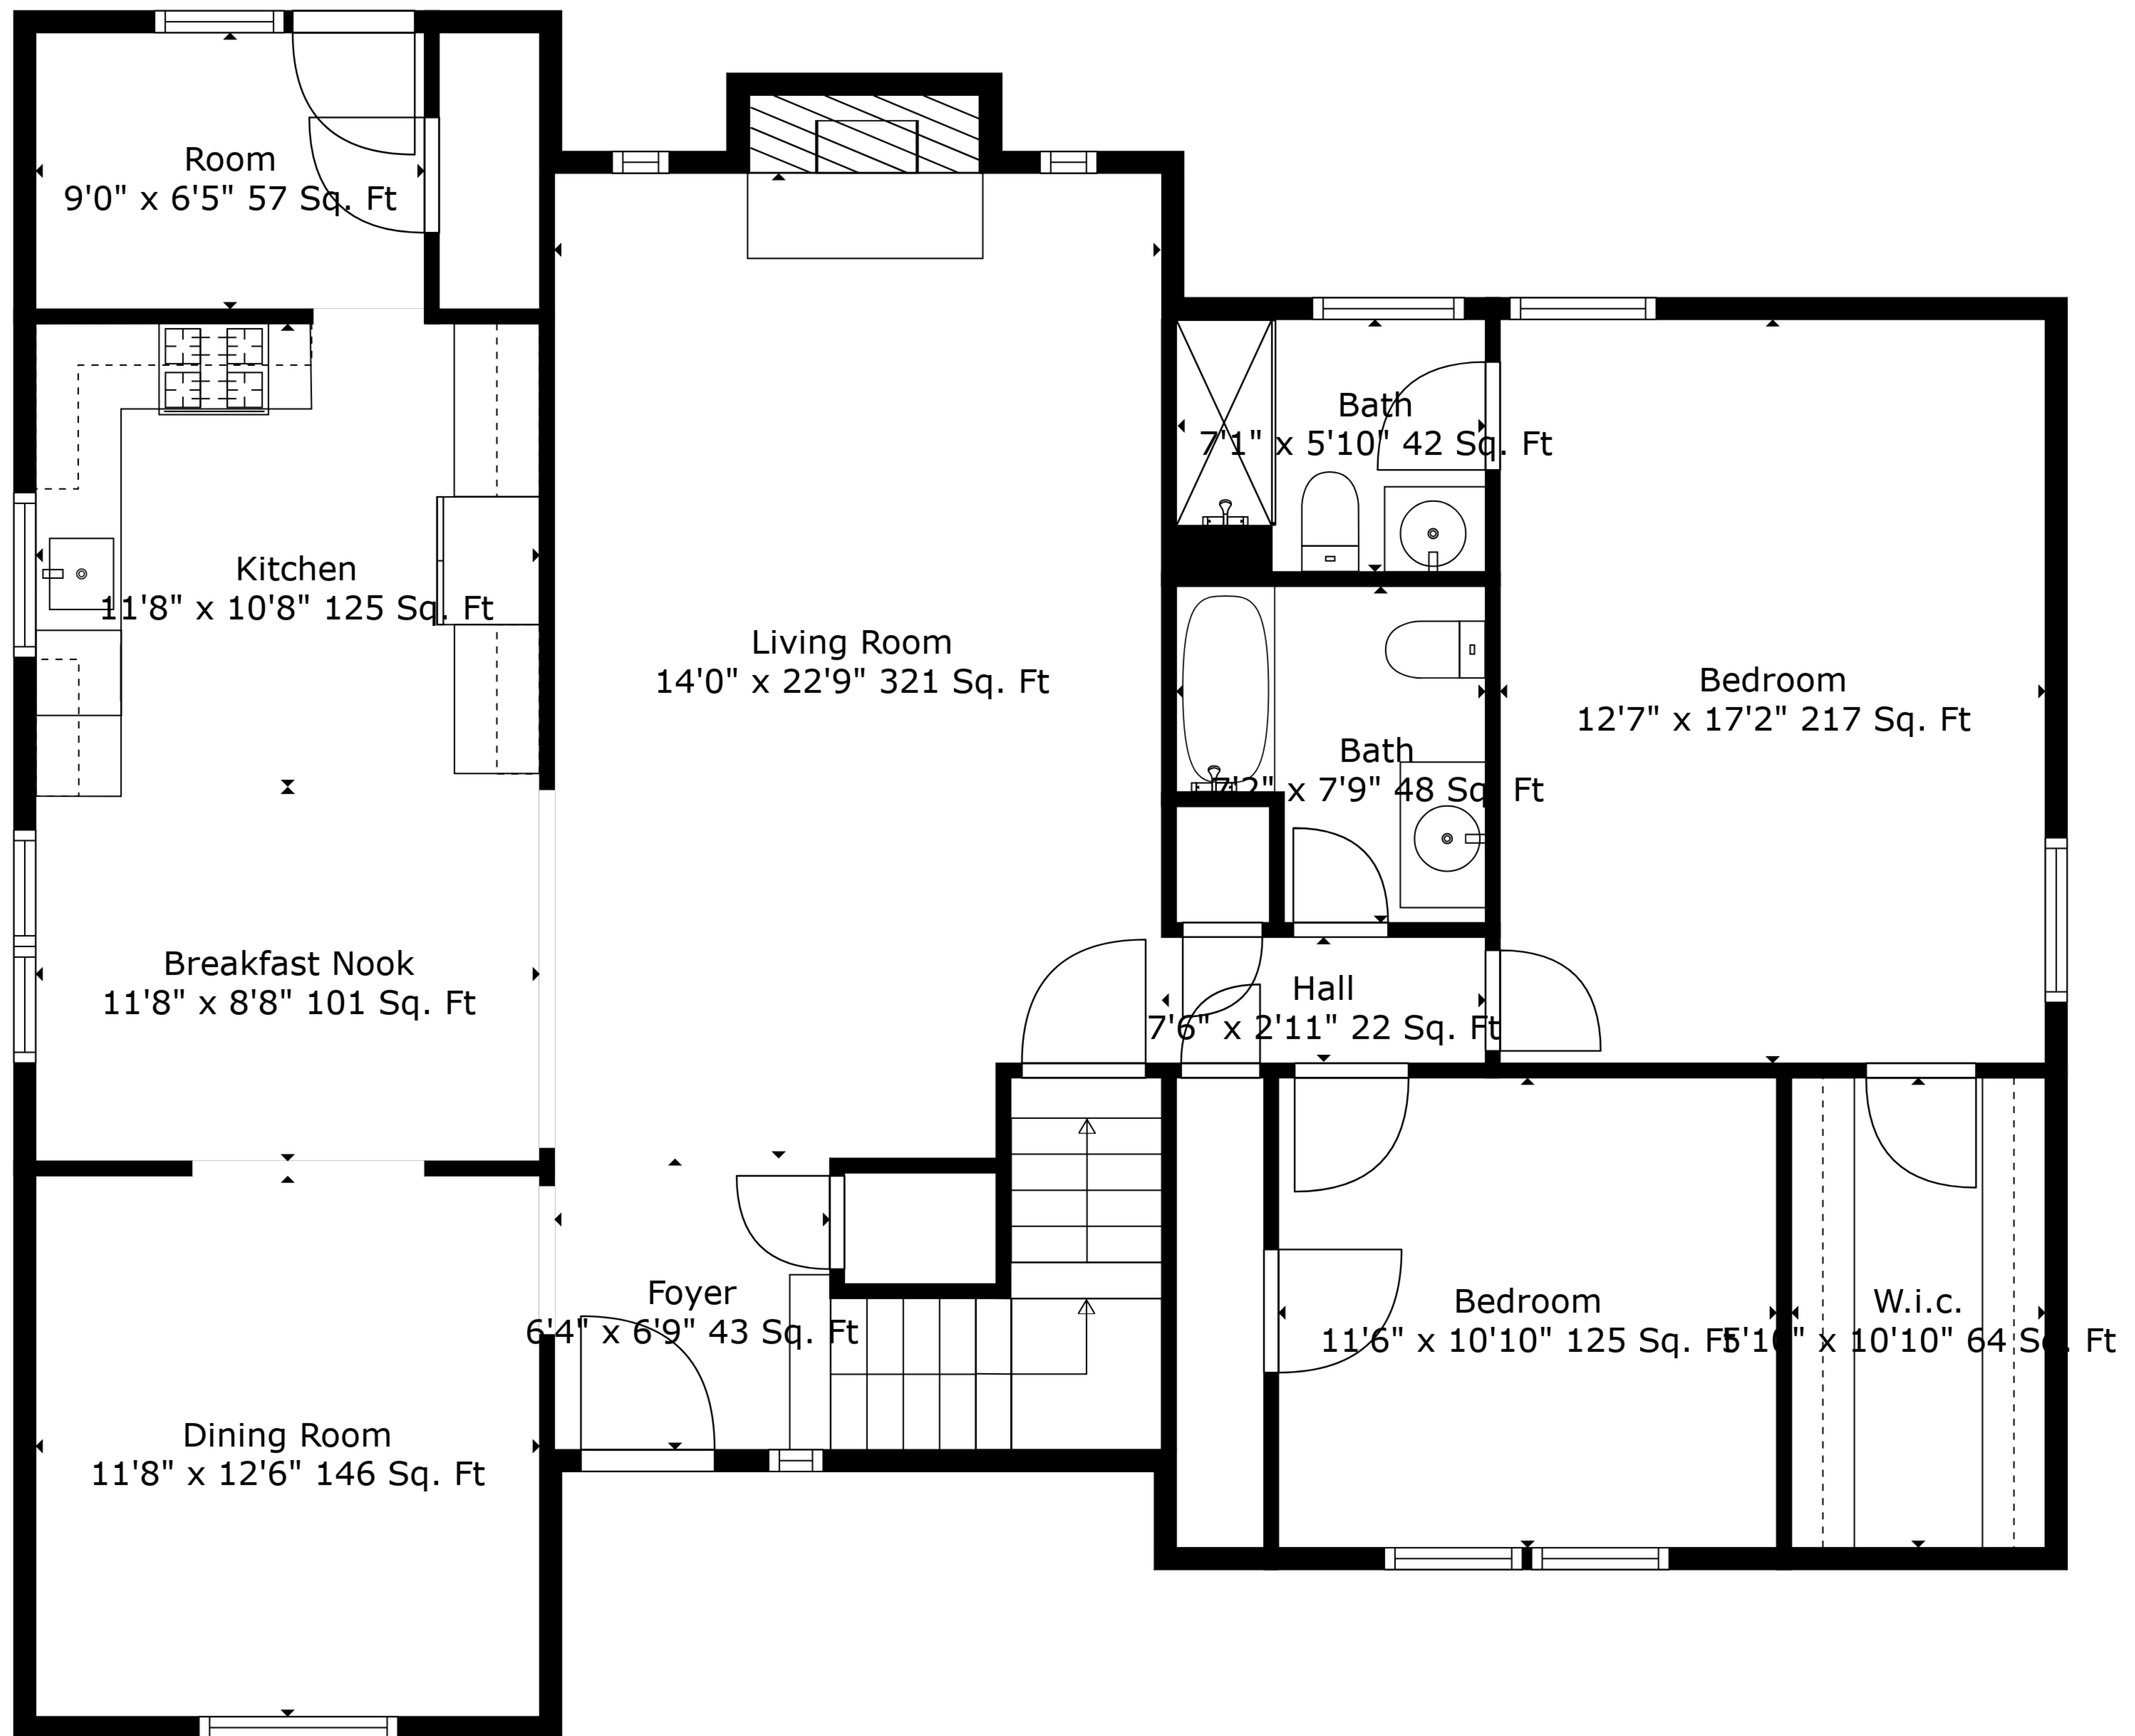 Room
9'0" x 6'5" 57 Sq. Ft
Kitchen
11'8" x 10'8" 125 Sq. Ft
Breakfast Nook
11'8" x 8'8" 101 Sq. Ft
Dining Room
11'8" x 12'6" 146 Sq. Ft
Living Room
14'0" x 22'9" 321 Sq. Ft
Foyer
6'4" x 6'9" 43 Sq. Ft
Bath
7'1" x 5'10" 42 Sq. Ft
Bath
7'2" x 7'9" 48 Sq. Ft
Hall
7'6" x 2'11" 22 Sq. Ft
Bedroom
12'7" x 17'2" 217 Sq. Ft
Bedroom
11'6" x 10'10" 125 Sq. Ft
W.i.c.
5'10" x 10'10" 64 Sq. Ft